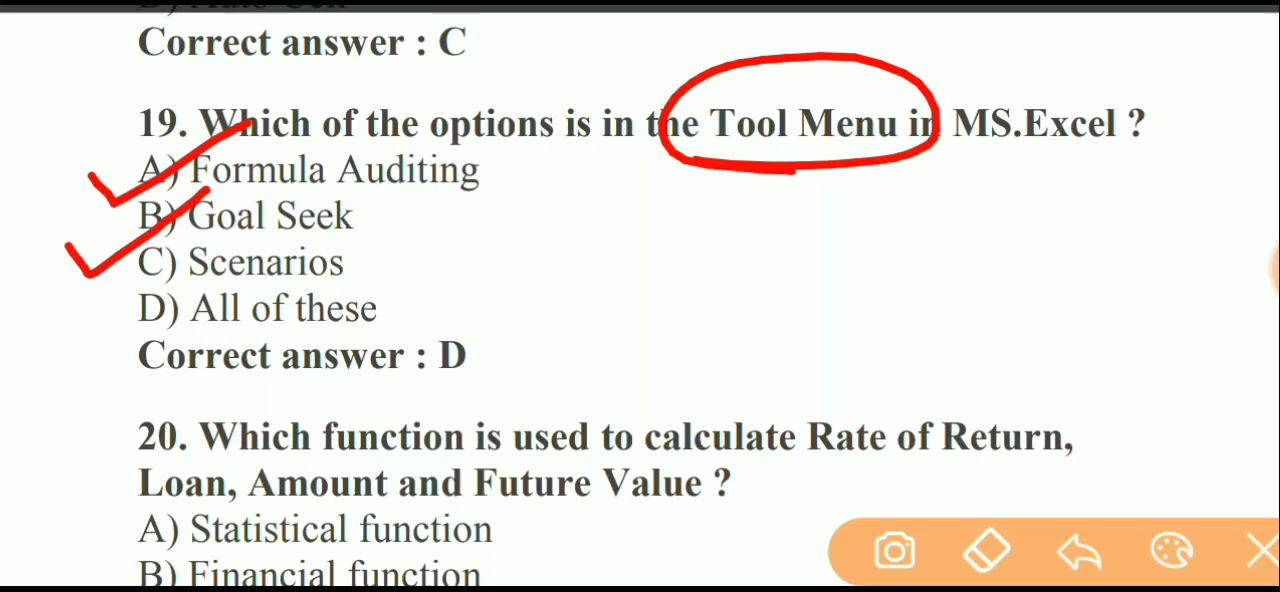 Correct answer : C
19. Which of the options is in the Tool Menu in MS.Excel ?
A) Formula Auditing
B) Goal Seek
C) Scenarios
D) All of these
Correct answer : D
20. Which function is used to calculate Rate of Return,
Loan, Amount and Future Value ?
A) Statistical function
B) Financial function